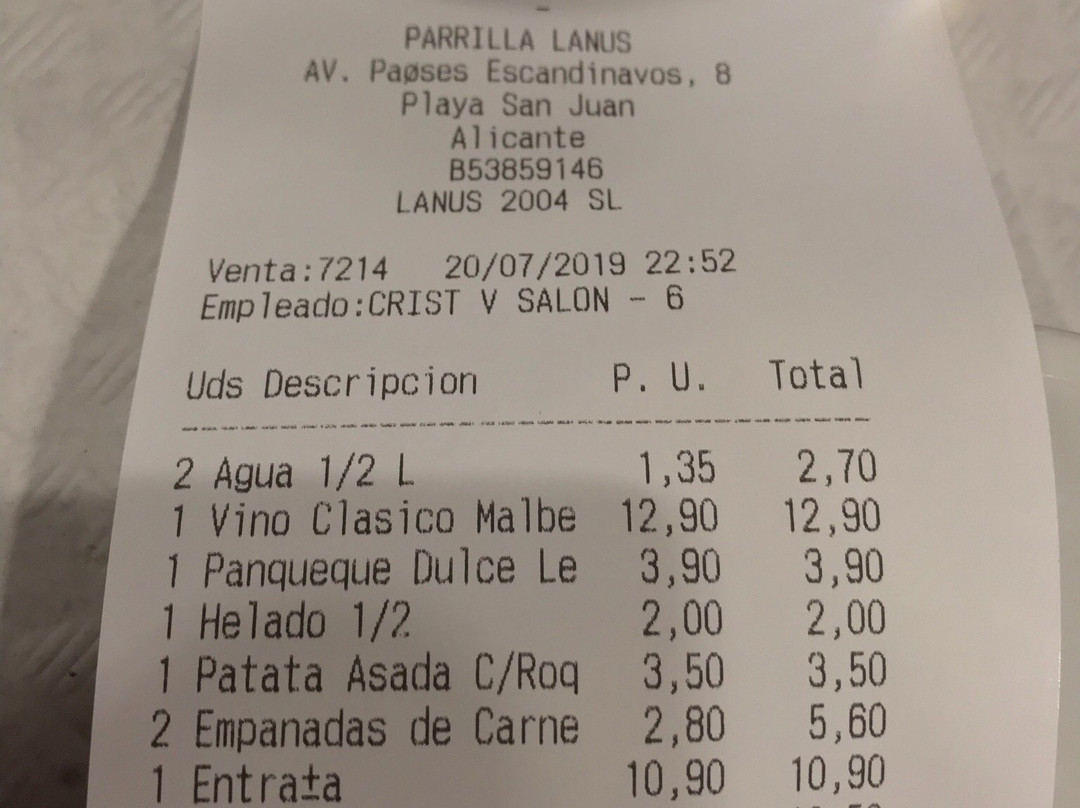 PARRILLA LANUS
AV. Paøses Escandinavos, 8
Playa San Juan
Alicante
B53859146
LANUS 2004 SL
Venta:7214 20/07/2019 22:52
Empleado:CRIST V SALON - 6
Uds Descripcion P. U. Total
2 Agua 1/2 L 1,35 2,70
1 Vino Clasico Malbe 12,90 12,90
1 Panqueque Dulce Le 3,90 3,90
1 Helado 1/2 2,00 2,00
1 Patata Asada C/Roq 3,50 3,50
2 Empanadas de Carne 2,80 5,60
1 Entra±a 10,90 10,90